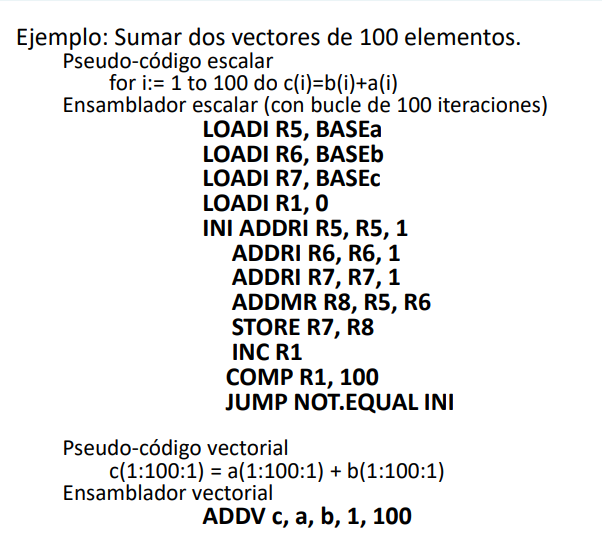 Ejemplo: Sumar dos vectores de 100 elementos.
Pseudo-código escalar
for i:= 1 to 100 do c(i)=b(i)+a(i)
Ensamblador escalar (con bucle de 100 iteraciones)
LOADI R5, BASEa
LOADI R6, BASEb
LOADI R7, BASEc
LOADI R1, 0
INI ADDRI R5, R5, 1
ADDRI R6, R6, 1
ADDRI R7, R7, 1
ADDMR R8, R5, R6
STORE R7, R8
INC R1
COMP R1, 100
JUMP NOT.EQUAL INI
Pseudo-código vectorial
c(1:100:1) = a(1:100:1) + b(1:100:1)
Ensamblador vectorial
ADDV c, a, b, 1, 100